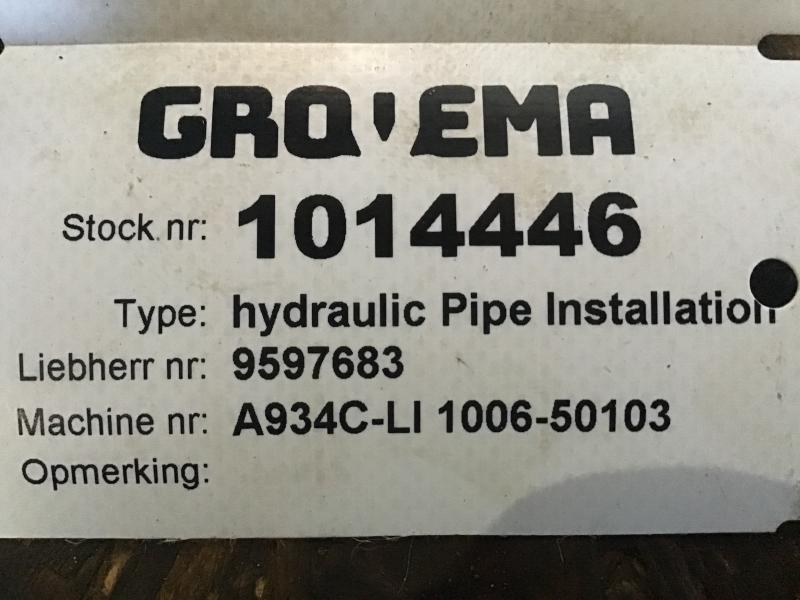 GRO'EMA
Stock nr: 1014446
Type: hydraulic Pipe Installation
Liebherr nr: 9597683
Machine nr: A934C-LI 1006-50103
Opmerking: